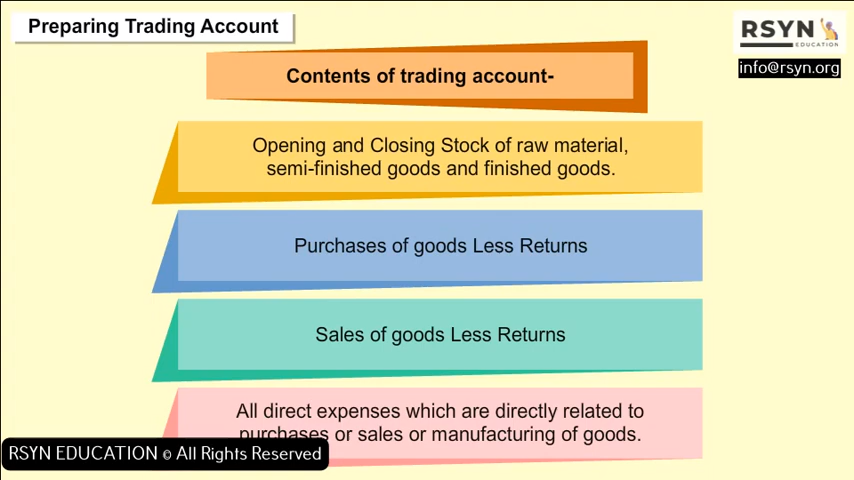 Preparing Trading Account
RSYN
EDUCATION
info@rsyn.org
Contents of trading account-
Opening and Closing Stock of raw material,
semi-finished goods and finished goods.
Purchases of goods Less Returns
Sales of goods Less Returns
All direct expenses which are directly related to
purchases or sales or manufacturing of goods.
RSYN EDUCATION © All Rights Reserved